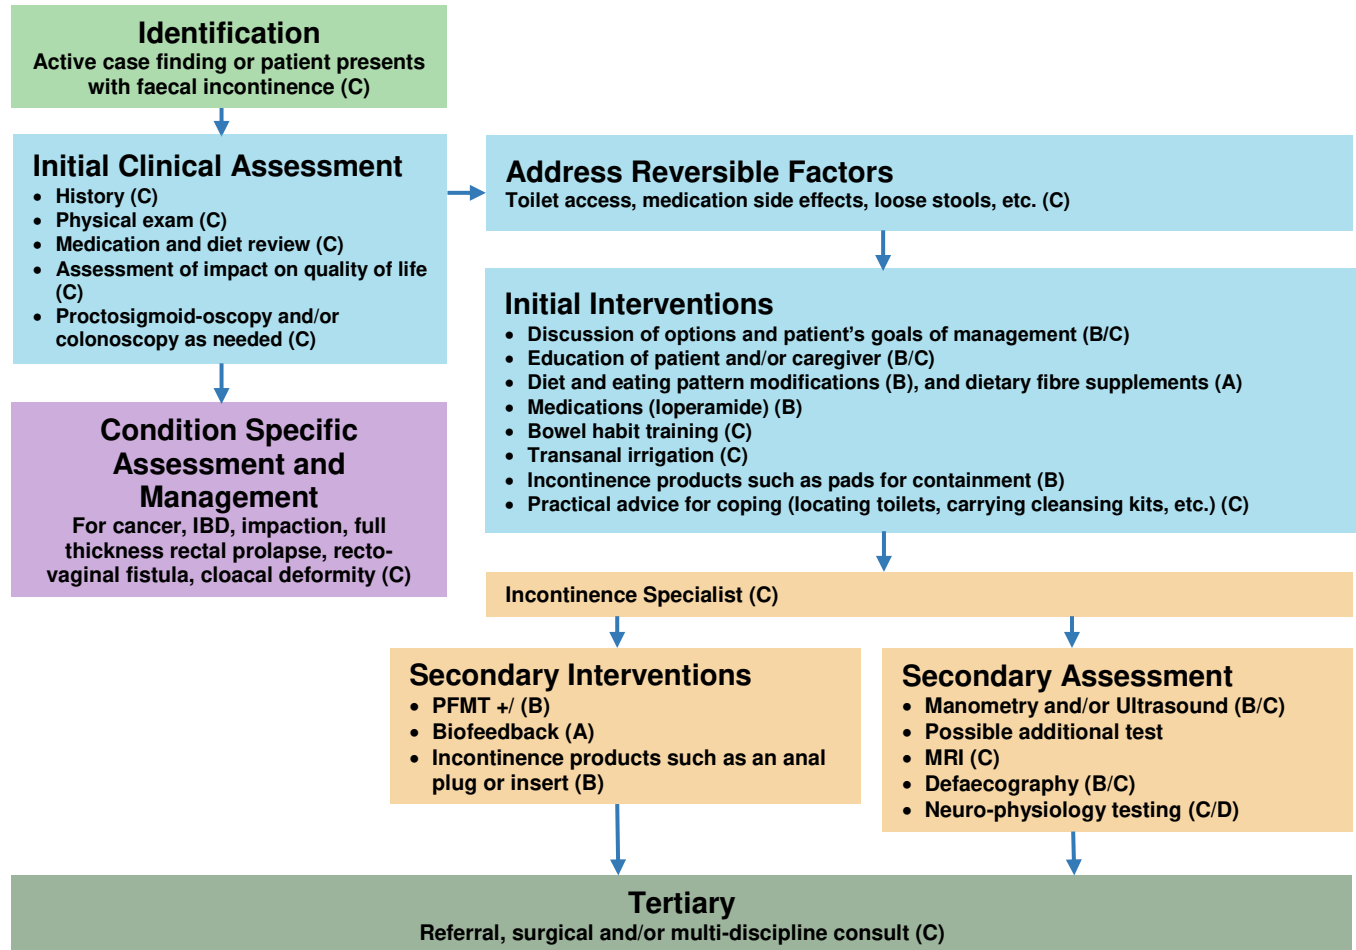 Identification
Active case finding or patient presents
with faecal incontinence (C)
Initial Clinical Assessment
• History (C)
• Physical exam (C)
• Medication and diet review (C)
• Assessment of impact on quality of life
(C)
• Proctosigmoid-oscopy and/or
colonoscopy as needed (C)
Address Reversible Factors
Toilet access, medication side effects, loose stools, etc. (C)
Initial Interventions
• Discussion of options and patient's goals of management (B/C)
• Education of patient and/or caregiver (B/C)
• Diet and eating pattern modifications (B), and dietary fibre supplements (A)
• Medications (loperamide) (B)
• Bowel habit training (C)
• Transanal irrigation (C)
• Incontinence products such as pads for containment (B)
• Practical advice for coping (locating toilets, carrying cleansing kits, etc.) (C)
Condition Specific
Assessment and
Management
For cancer, IBD, impaction, full
thickness rectal prolapse, recto-
vaginal fistula, cloacal deformity (C)
Incontinence Specialist (C)
Secondary Interventions
• PFMT +/ (B)
• Biofeedback (A)
• Incontinence products such as an anal
plug or insert (B)
Secondary Assessment
• Manometry and/or Ultrasound (B/C)
• Possible additional test
• MRI (C)
• Defaecography (B/C)
• Neuro-physiology testing (C/D)
Tertiary
Referral, surgical and/or multi-discipline consult (C)